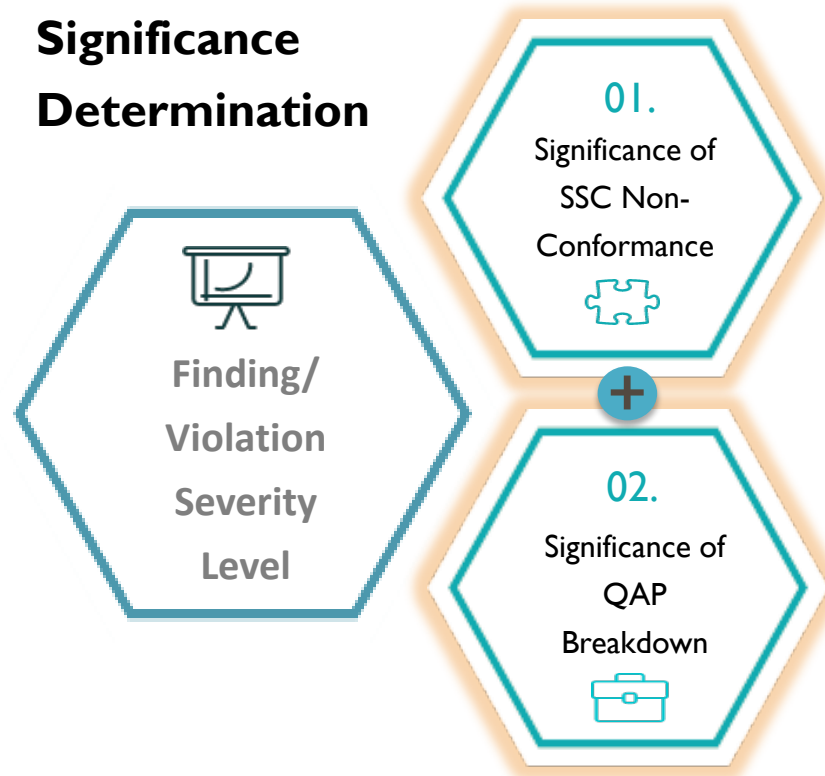 Significance
Determination
Finding/
Violation
Severity
Level
01.
Significance of
SSC Non-
Conformance
+
02.
Significance of
QAP
Breakdown